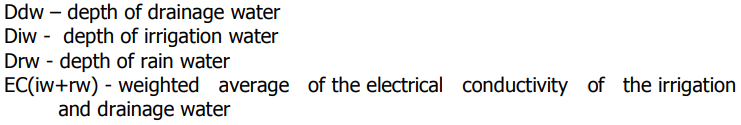 Ddw – depth of drainage water
Diw - depth of irrigation water
Drw - depth of rain water
EC(iw+rw) - weighted average of the electrical conductivity of the irrigation
and drainage water